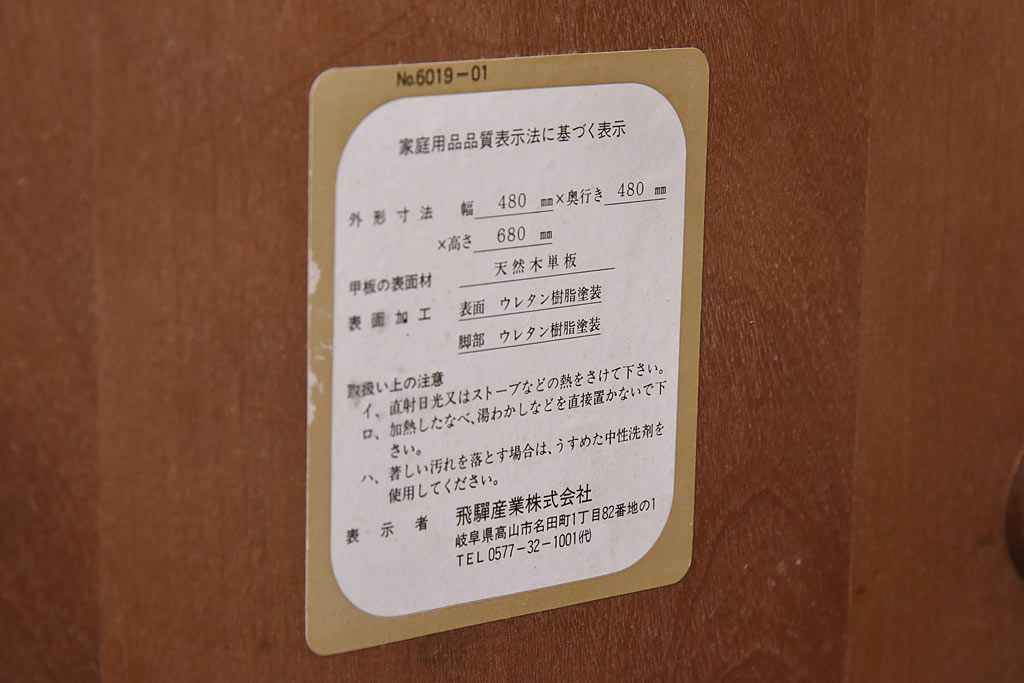 No.6019-01
家庭用品品質表示法に基づく表示
外形寸法 幅 480 mm×奥行き 480 mm
×高さ 680 mm
甲板の表面材 天然木単板
表面加工 表面 ウレタン樹脂塗装
脚部 ウレタン樹脂塗装
取扱い上の注意
イ、直射日光又はストーブなどの熱をさけて下さい。
ロ、加熱したなべ、湯わかしなどを直接置かないで下
さい。
ハ、著しい汚れを落とす場合は、うすめた中性洗剤を
使用してください。
表示者 飛驒産業株式会社
岐阜県高山市名田町1丁目82番地の1
TEL 0577-32-1001㈹